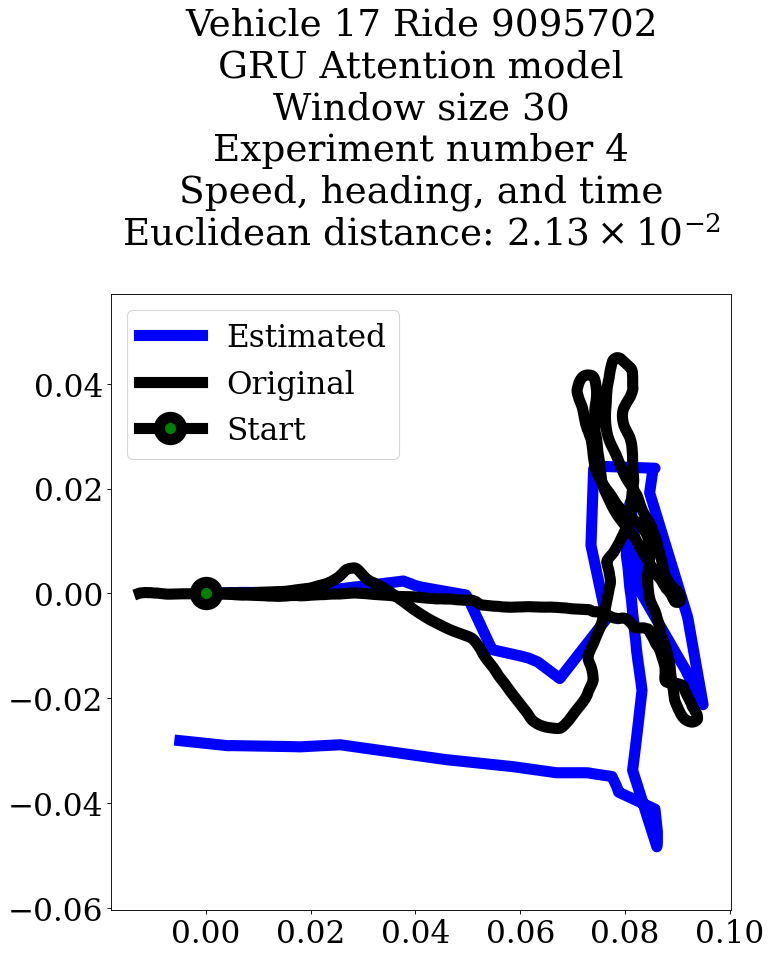 Vehicle 17 Ride 9095702
GRU Attention model
Window size 30
Experiment number 4
Speed, heading, and time
Euclidean distance: 2.13 × 10⁻²
Estimated
Original
Start
0.04
0.02
0.00
−0.02
−0.04
−0.06
0.00 0.02 0.04 0.06 0.08 0.10